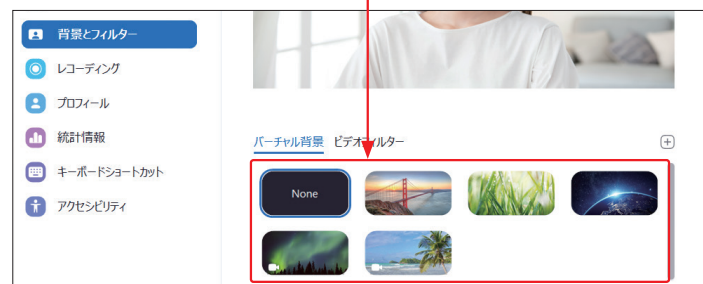 背景とフィルター
レコーディング
プロフィール
統計情報
キーボードショートカット
アクセシビリティ
バーチャル背景 ビデオフィルター
None